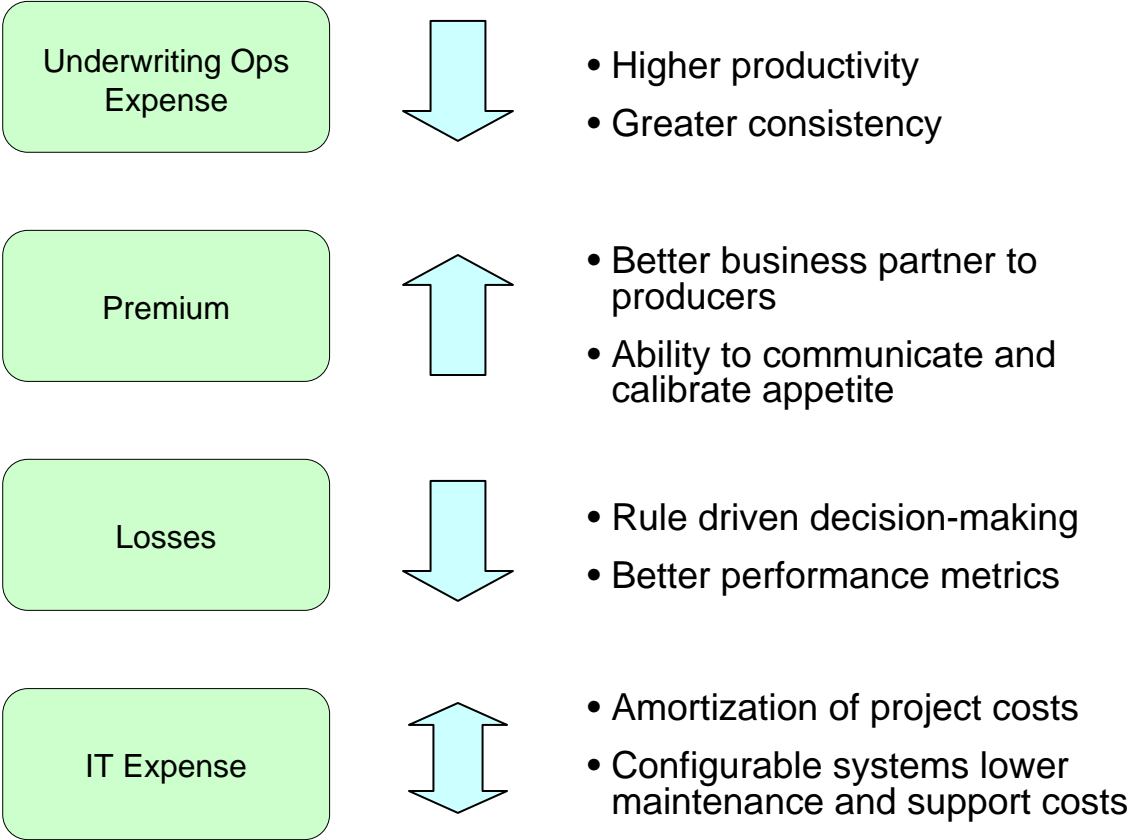 Underwriting Ops
Expense
• Higher productivity
• Greater consistency
Premium
• Better business partner to
producers
• Ability to communicate and
calibrate appetite
Losses
• Rule driven decision-making
• Better performance metrics
IT Expense
• Amortization of project costs
• Configurable systems lower
maintenance and support costs